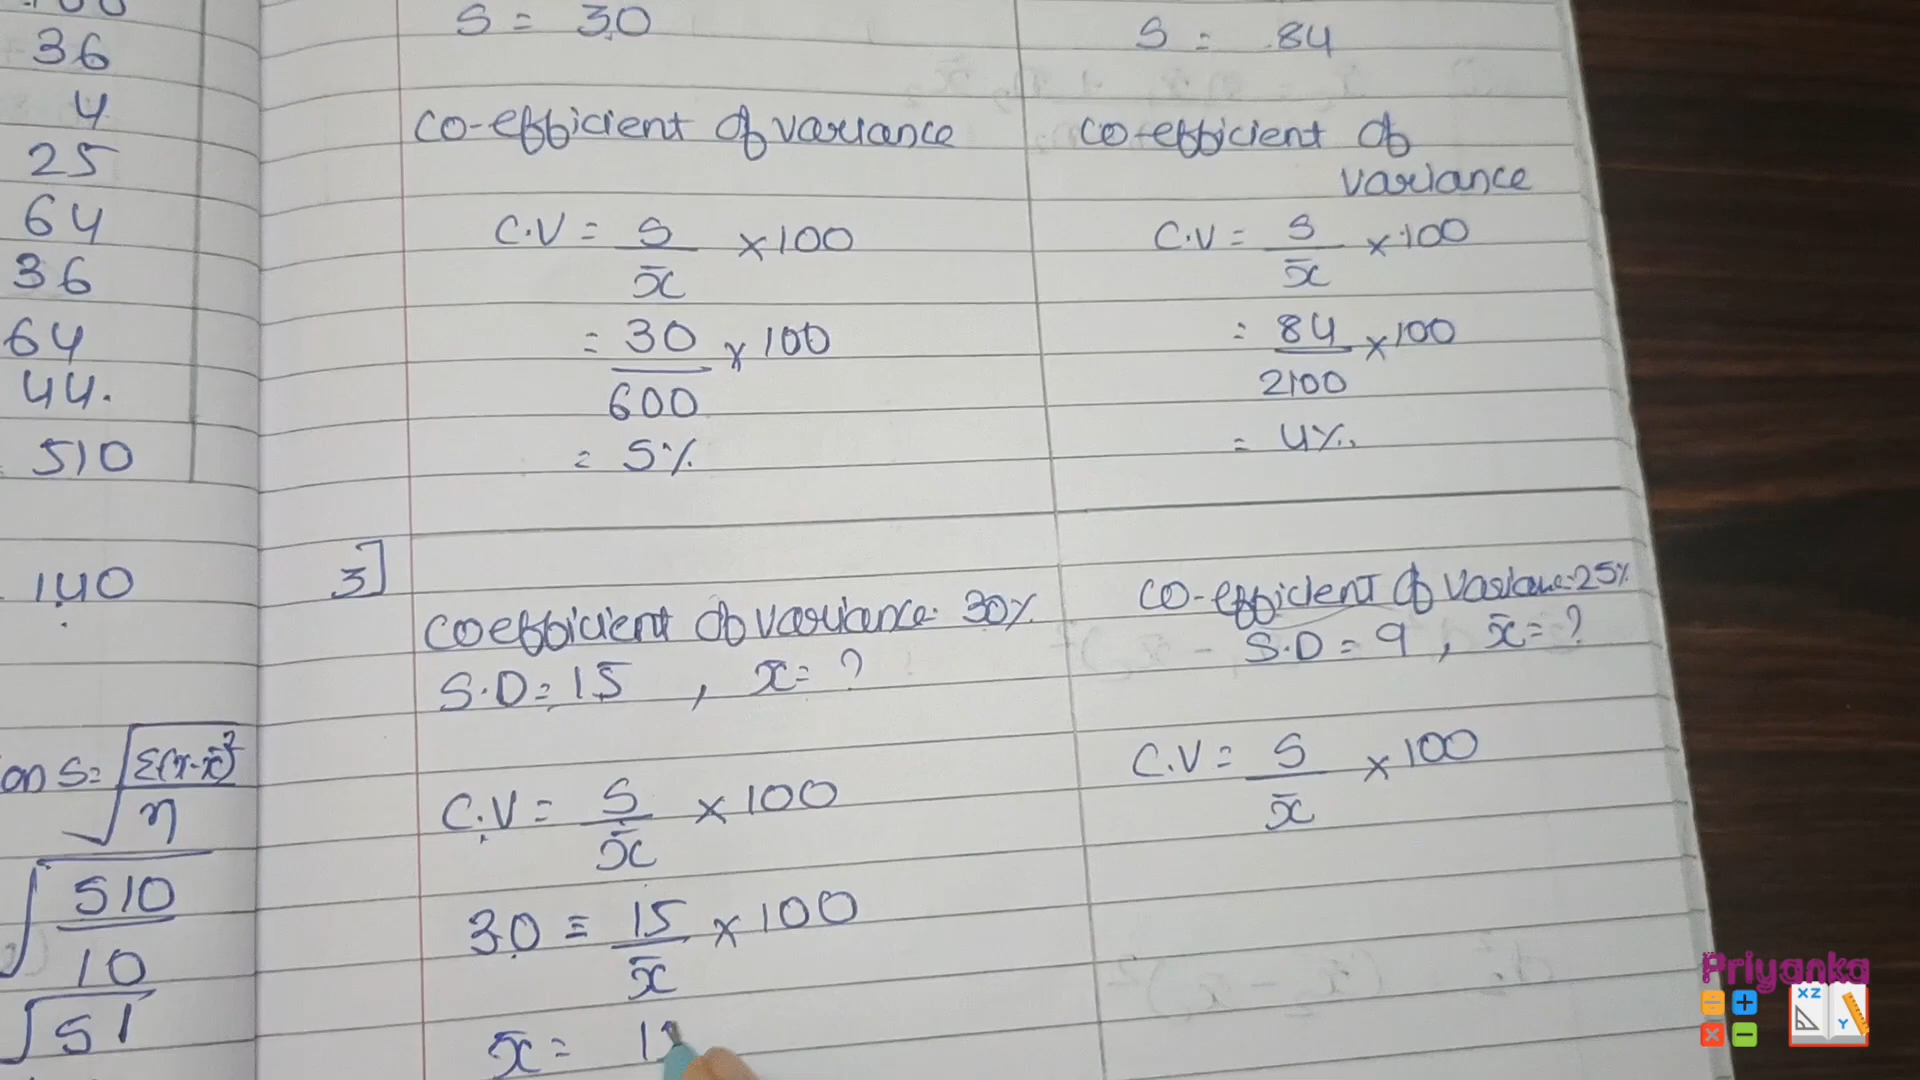 36
4
25
64
36
64
44.
510
140
on S = √Σ(x-x̄)²
n
√510
10
√51
S = 30
co-efficient of variance
C.V = S/x̄ × 100
= 30/600 × 100
= 5%
S = 84
co-efficient of
variance
C.V = S/x̄ × 100
= 84/2100 × 100
= 4%
3]
coefficient of variance = 30%
S.D = 15 , x̄ = ?
C.V = S/x̄ × 100
30 = 15/x̄ × 100
x̄ =
co-efficient of variance = 25%
S.D = 9 , x̄ = ?
C.V = S/x̄ × 100
Priyanka
XZ
Y